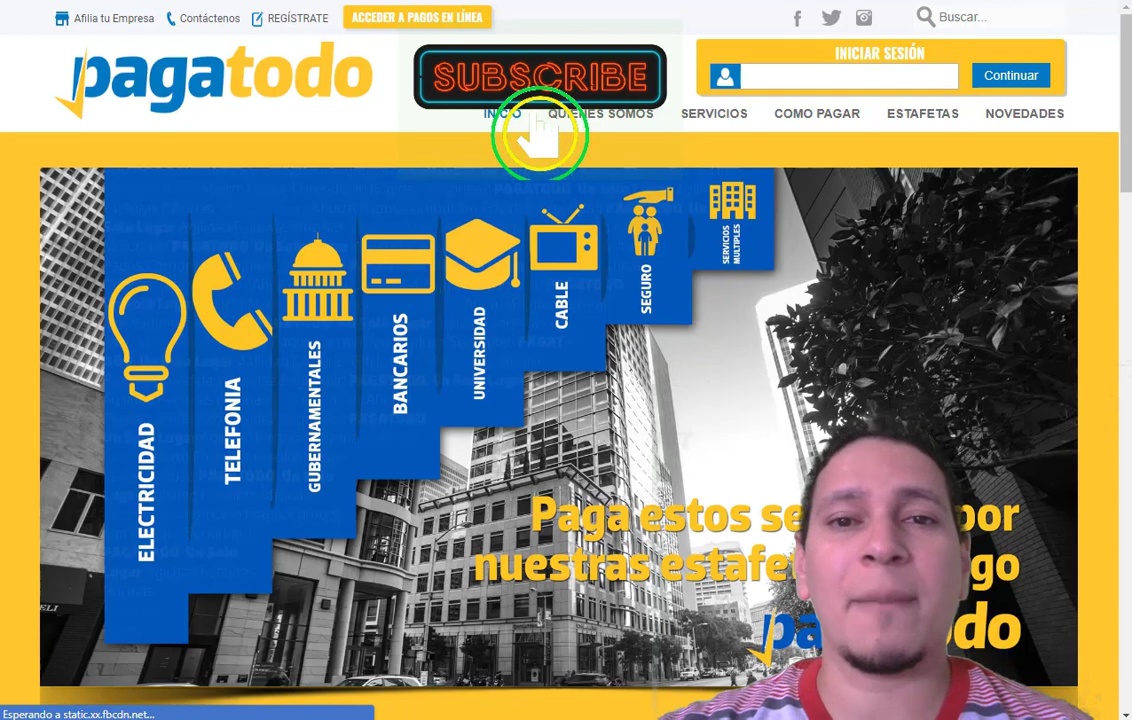 Afilia tu Empresa
Contáctenos
REGÍSTRATE
ACCEDER A PAGOS EN LÍNEA
Buscar...
pagatodo
SUBSCRIBE
INICIAR SESIÓN
Continuar
INICIO
QUIENES SOMOS
SERVICIOS
COMO PAGAR
ESTAFETAS
NOVEDADES
ELECTRICIDAD
TELEFONIA
GUBERNAMENTALES
BANCARIOS
UNIVERSIDAD
CABLE
SEGURO
SERVICIOS
MULTIPLES
Paga estos se por
nuestras estafe go
pa do
Esperando a static.xx.fbcdn.net...